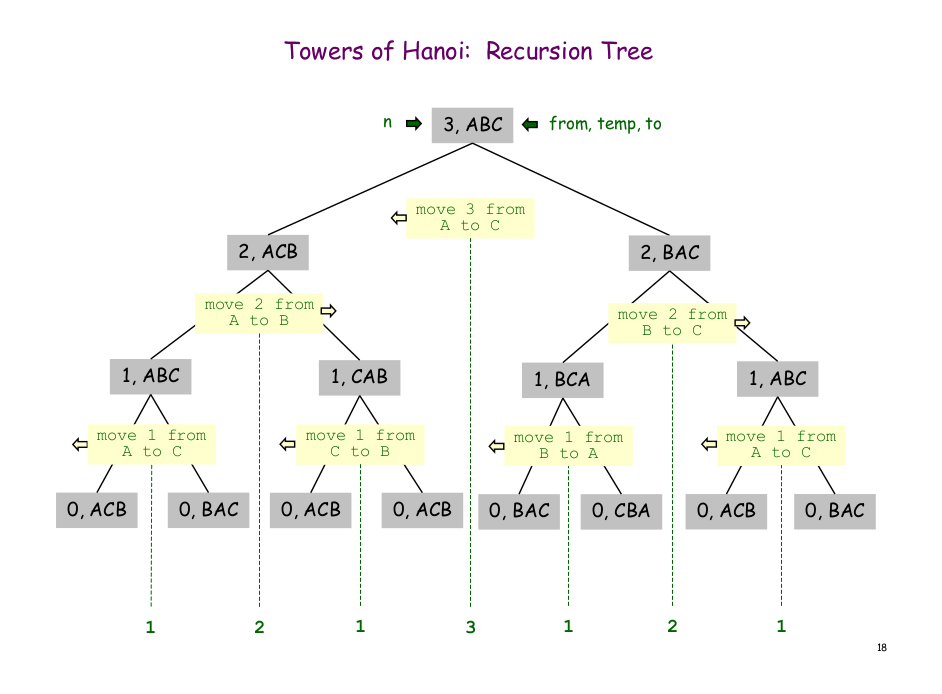 Towers of Hanoi: Recursion Tree
n
3, ABC
from, temp, to
move 3 from
A to C
2, ACB
2, BAC
move 2 from
A to B
move 2 from
B to C
1, ABC
1, CAB
1, BCA
1, ABC
move 1 from
A to C
move 1 from
C to B
move 1 from
B to A
move 1 from
A to C
0, ACB
0, BAC
0, ACB
0, ACB
0, BAC
0, CBA
0, ACB
0, BAC
1
2
1
3
1
2
1
18